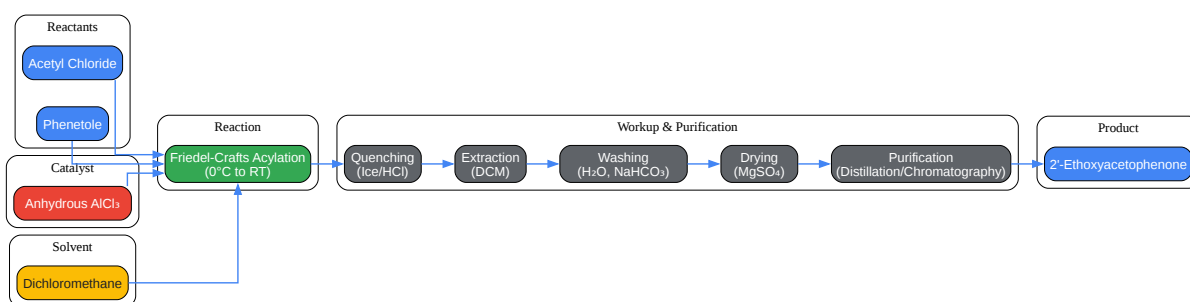 Reactants
Acetyl Chloride
Phenetole
Catalyst
Anhydrous AlCl₃
Solvent
Dichloromethane
Reaction
Friedel-Crafts Acylation
(0°C to RT)
Workup & Purification
Quenching
(Ice/HCl)
Extraction
(DCM)
Washing
(H₂O, NaHCO₃)
Drying
(MgSO₄)
Purification
(Distillation/Chromatography)
Product
2'-Ethoxyacetophenone